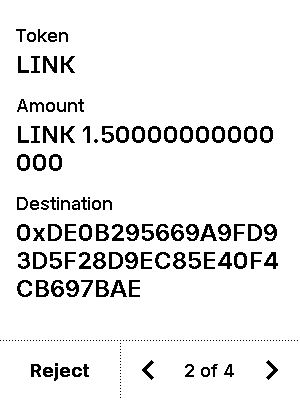 Token
LINK
Amount
LINK 1.50000000000
000
Destination
0xDE0B295669A9FD9
3D5F28D9EC85E40F4
CB697BAE
Reject
2 of 4